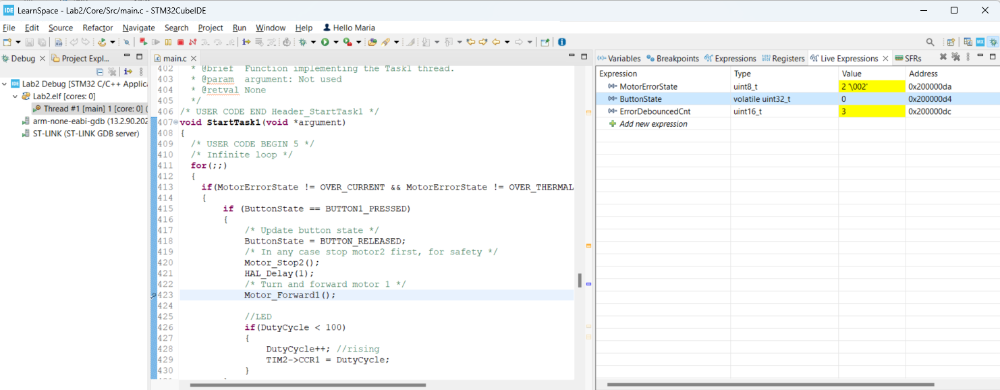 LearnSpace - Lab2/Core/Src/main.c - STM32CubeIDE
File Edit Source Refactor Navigate Search Project Run Window Help Hello Maria
Debug Project Expl...
Lab2 Debug [STM32 C/C++ Applic
Lab2.elf [cores: 0]
Thread #1 [main] 1 [core: 0] (
arm-none-eabi-gdb (13.2.90.202
ST-LINK (ST-LINK GDB server)
main.c
402 * @brief Function implementing the Task1 thread.
403 * @param argument: Not used
404 * @retval None
405 */
406 /* USER CODE END Header_StartTask1 */
407 void StartTask1(void *argument)
408 {
409 /* USER CODE BEGIN 5 */
410 /* Infinite loop */
411 for(;;)
412 {
413 if(MotorErrorState != OVER_CURRENT && MotorErrorState != OVER_THERMAL
414 {
415 if (ButtonState == BUTTON1_PRESSED)
416 {
417 /* Update button state */
418 ButtonState = BUTTON_RELEASED;
419 /* In any case stop motor2 first, for safety */
420 Motor_Stop2();
421 HAL_Delay(1);
422 /* Turn and forward motor 1 */
423 Motor_Forward1();
424
425 //LED
426 if(DutyCycle < 100)
427 {
428 DutyCycle++; //rising
429 TIM2->CCR1 = DutyCycle;
430 }
Variables Breakpoints Expressions Registers Live Expressions SFRs
Expression Type Value Address
MotorErrorState uint8_t 2 '\002' 0x200000da
ButtonState volatile uint32_t 0 0x200000d4
ErrorDebouncedCnt uint16_t 3 0x200000dc
Add new expression